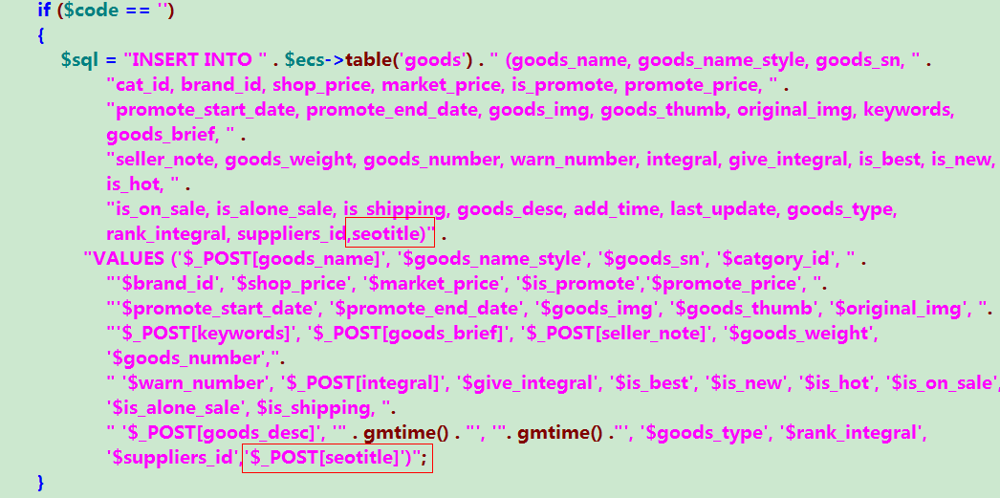 if ($code == '')
{
$sql = "INSERT INTO " . $ecs->table('goods') . " (goods_name, goods_name_style, goods_sn, " .
"cat_id, brand_id, shop_price, market_price, is_promote, promote_price, " .
"promote_start_date, promote_end_date, goods_img, goods_thumb, original_img, keywords,
goods_brief, " .
"seller_note, goods_weight, goods_number, warn_number, integral, give_integral, is_best, is_new,
is_hot, " .
"is_on_sale, is_alone_sale, is_shipping, goods_desc, add_time, last_update, goods_type,
rank_integral, suppliers_id,seotitle)" .
"VALUES ('$_POST[goods_name]', '$goods_name_style', '$goods_sn', '$catgory_id', " .
"'$brand_id', '$shop_price', '$market_price', '$is_promote','$promote_price', ".
"'$promote_start_date', '$promote_end_date', '$goods_img', '$goods_thumb', '$original_img', ".
"'$_POST[keywords]', '$_POST[goods_brief]', '$_POST[seller_note]', '$goods_weight',
'$goods_number',".
" '$warn_number', '$_POST[integral]', '$give_integral', '$is_best', '$is_new', '$is_hot', '$is_on_sale',
'$is_alone_sale', $is_shipping, ".
" '$_POST[goods_desc]', '" . gmtime() . "', '". gmtime() ."', '$goods_type', '$rank_integral',
'$suppliers_id','$_POST[seotitle]')";
}